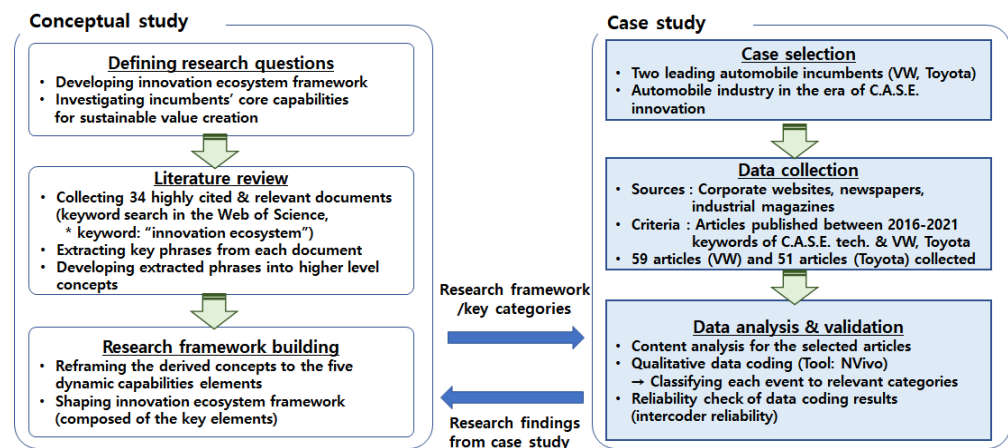 Conceptual study
Defining research questions
• Developing innovation ecosystem framework
• Investigating incumbents' core capabilities
for sustainable value creation
Literature review
• Collecting 34 highly cited & relevant documents
(keyword search in the Web of Science,
* keyword: "innovation ecosystem")
• Extracting key phrases from each document
• Developing extracted phrases into higher level
concepts
Research framework building
• Reframing the derived concepts to the five
dynamic capabilities elements
• Shaping innovation ecosystem framework
(composed of the key elements)
Research framework
/key categories
Research findings
from case study
Case study
Case selection
• Two leading automobile incumbents (VW, Toyota)
• Automobile industry in the era of C.A.S.E.
innovation
Data collection
• Sources : Corporate websites, newspapers,
industrial magazines
• Criteria : Articles published between 2016-2021
keywords of C.A.S.E. tech. & VW, Toyota
• 59 articles (VW) and 51 articles (Toyota) collected
Data analysis & validation
• Content analysis for the selected articles
• Qualitative data coding (Tool: NVivo)
→ Classifying each event to relevant categories
• Reliability check of data coding results
(intercoder reliability)